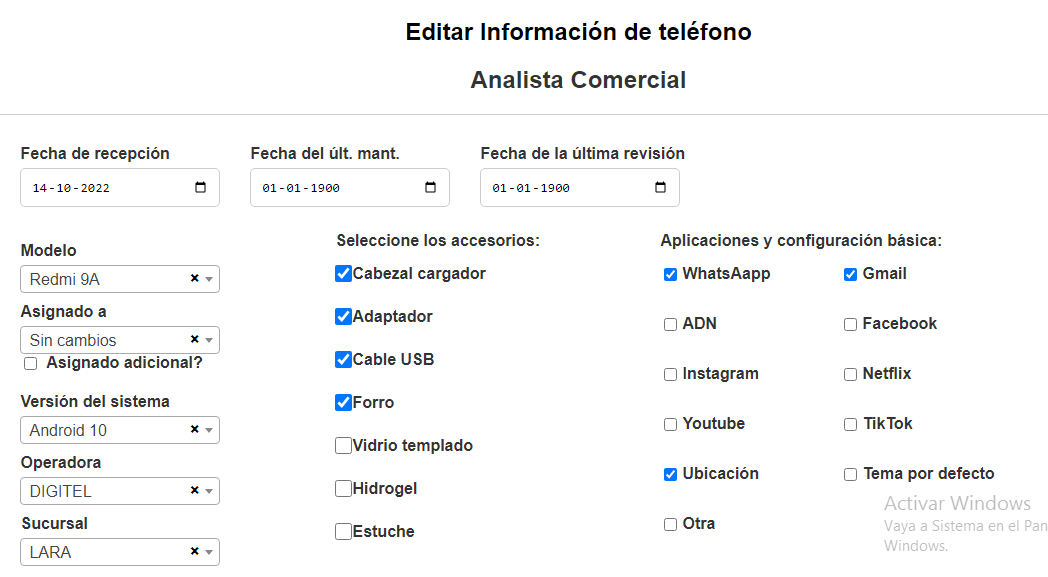 Editar Información de teléfono
Analista Comercial
Fecha de recepción
Fecha del últ. mant.
Fecha de la última revisión
14-10-2022
01-01-1900
01-01-1900
Modelo
Redmi 9A
Asignado a
Sin cambios
Asignado adicional?
Versión del sistema
Android 10
Operadora
DIGITEL
Sucursal
LARA
Seleccione los accesorios:
Cabezal cargador
Adaptador
Cable USB
Forro
Vidrio templado
Hidrogel
Estuche
Aplicaciones y configuración básica:
WhatsAapp
Gmail
ADN
Facebook
Instagram
Netflix
Youtube
TikTok
Ubicación
Tema por defecto
Otra
Activar Windows
Vaya a Sistema en el Pan
Windows.